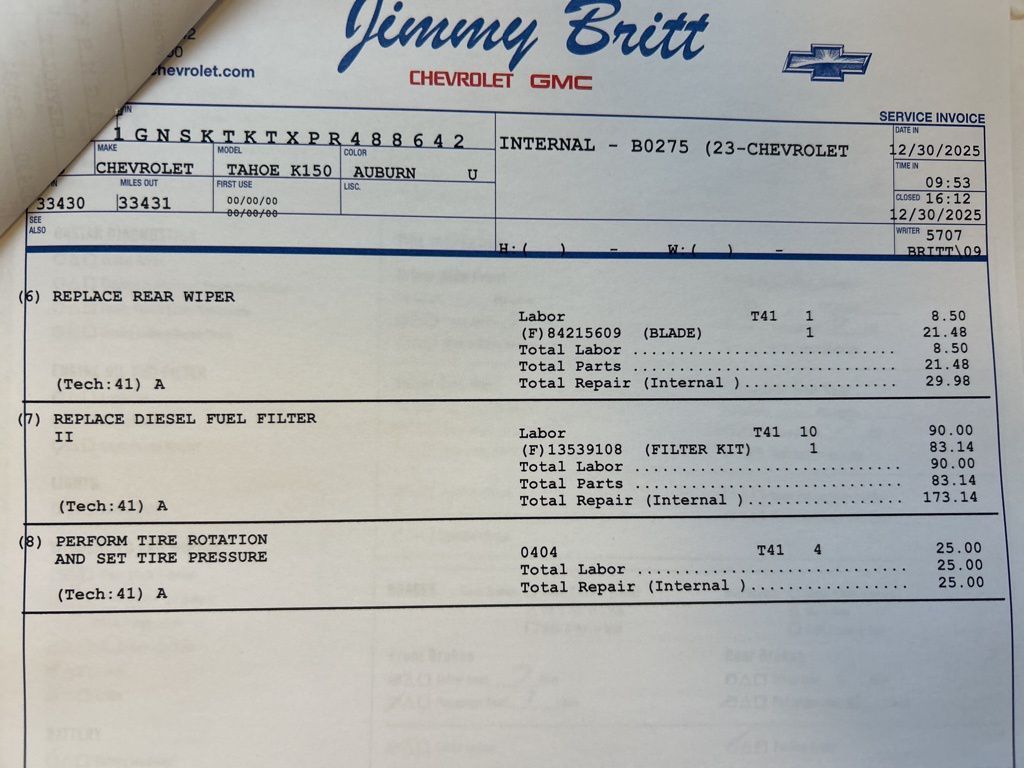 Jimmy Britt
CHEVROLET GMC
hevrolet.com
SERVICE INVOICE
1GNSKTKTXPR488642
INTERNAL - B0275 (23-CHEVROLET
DATE IN
12/30/2025
MAKE MODEL COLOR
CHEVROLET TAHOE K150 AUBURN U
TIME IN
09:53
MILES OUT FIRST USE LISC.
33430 33431 00/00/00
00/00/00
CLOSED 16:12
12/30/2025
SEE
ALSO
WRITER 5707
H:( ) - W:( ) - BRITT\09
(6) REPLACE REAR WIPER
Labor T41 1 8.50
(F)84215609 (BLADE) 1 21.48
Total Labor .............................. 8.50
Total Parts .............................. 21.48
(Tech:41) A Total Repair (Internal )................. 29.98
(7) REPLACE DIESEL FUEL FILTER
II
Labor T41 10 90.00
(F)13539108 (FILTER KIT) 1 83.14
Total Labor .............................. 90.00
Total Parts .............................. 83.14
(Tech:41) A Total Repair (Internal )................. 173.14
(8) PERFORM TIRE ROTATION
AND SET TIRE PRESSURE
0404 T41 4 25.00
Total Labor .............................. 25.00
(Tech:41) A Total Repair (Internal )................. 25.00